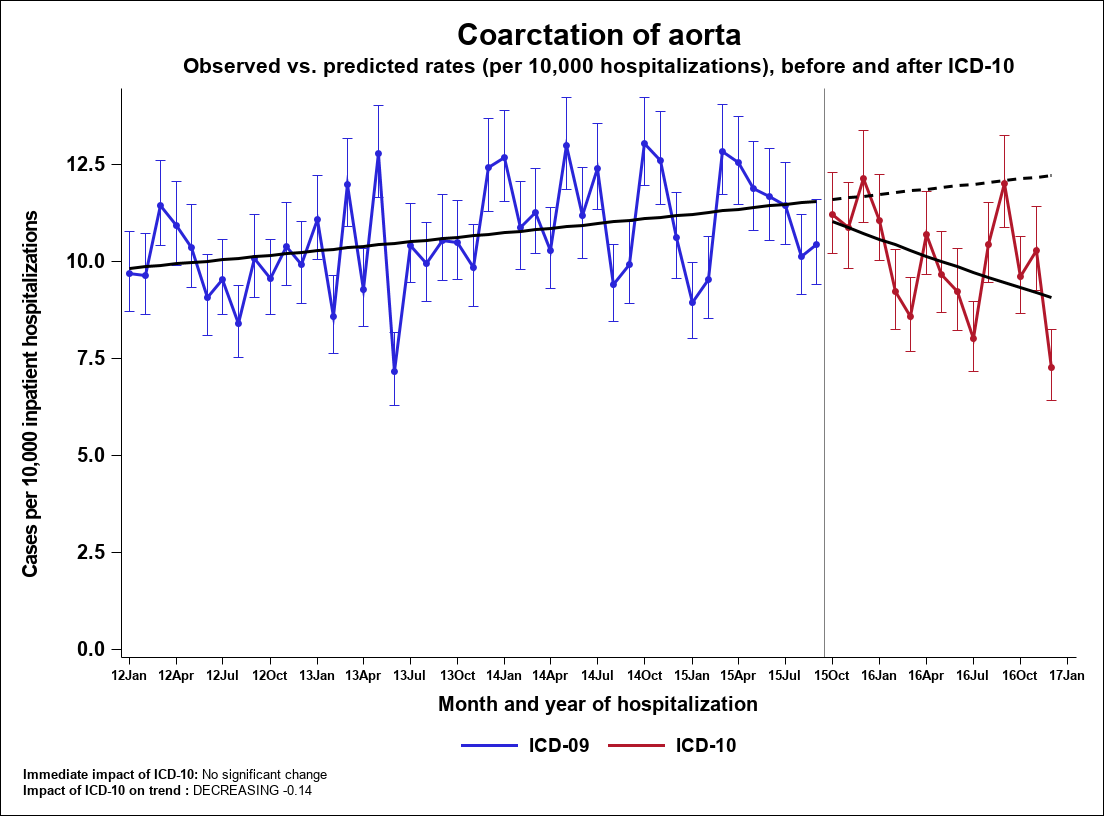 Coarctation of aorta
Observed vs. predicted rates (per 10,000 hospitalizations), before and after ICD-10
Cases per 10,000 inpatient hospitalizations
12.5
10.0
7.5
5.0
2.5
0.0
12Jan 12Apr 12Jul 12Oct 13Jan 13Apr 13Jul 13Oct 14Jan 14Apr 14Jul 14Oct 15Jan 15Apr 15Jul 15Oct 16Jan 16Apr 16Jul 16Oct 17Jan
Month and year of hospitalization
ICD-09 ICD-10
Immediate impact of ICD-10: No significant change
Impact of ICD-10 on trend : DECREASING -0.14